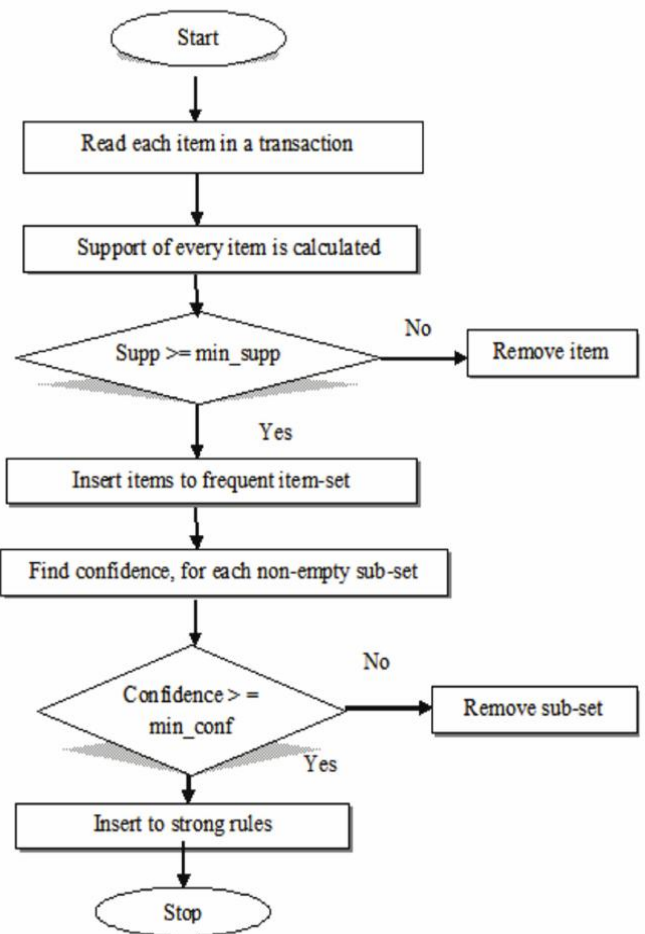 Start
Read each item in a transaction
Support of every item is calculated
Supp >= min_supp
No
Remove item
Yes
Insert items to frequent item-set
Find confidence, for each non-empty sub-set
No
Confidence > =
min_conf
Remove sub-set
Yes
Insert to strong rules
Stop